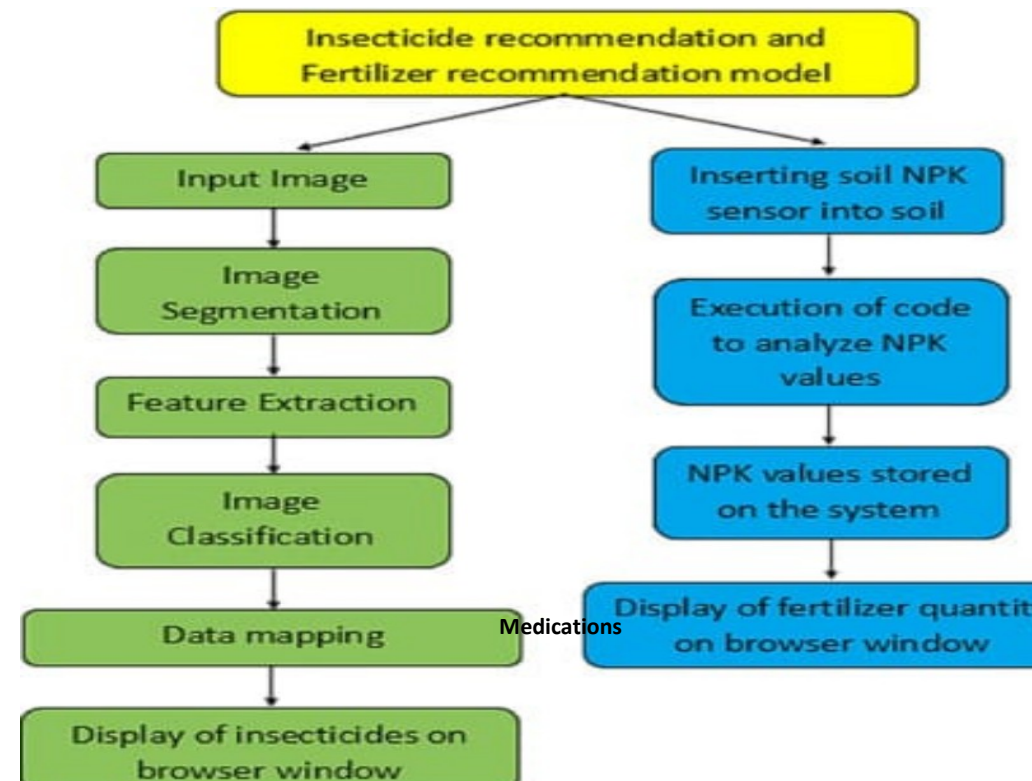 Insecticide recommendation and
Fertilizer recommendation model
Input Image
Image
Segmentation
Feature Extraction
Image
Classification
Data mapping
Display of insecticides on
browser window
Inserting soil NPK
sensor into soil
Execution of code
to analyze NPK
values
NPK values stored
on the system
Display of fertilizer quantit
on browser window
Medications